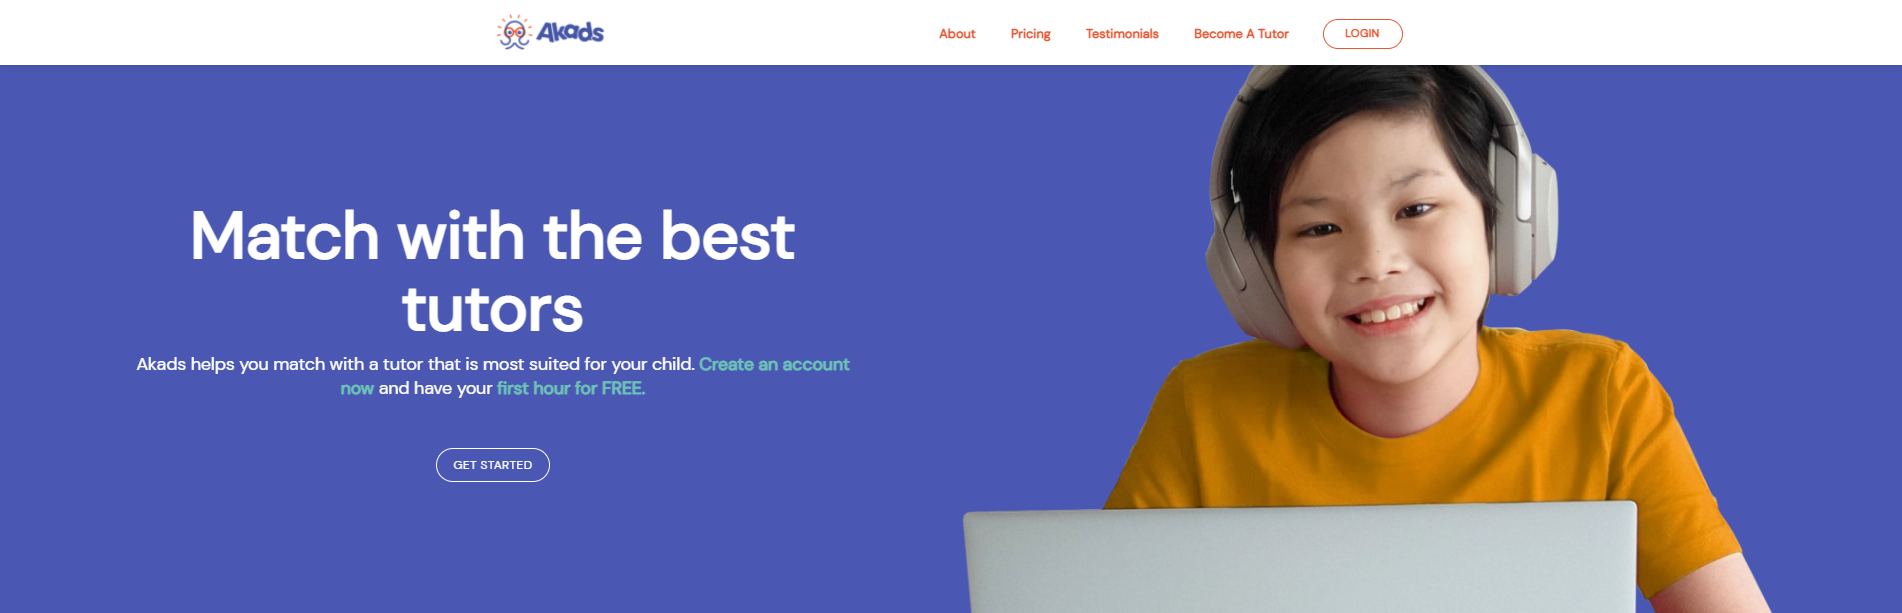 Akads
About
Pricing
Testimonials
Become A Tutor
LOGIN
Match with the best
tutors
Akads helps you match with a tutor that is most suited for your child. Create an account
now and have your first hour for FREE.
GET STARTED